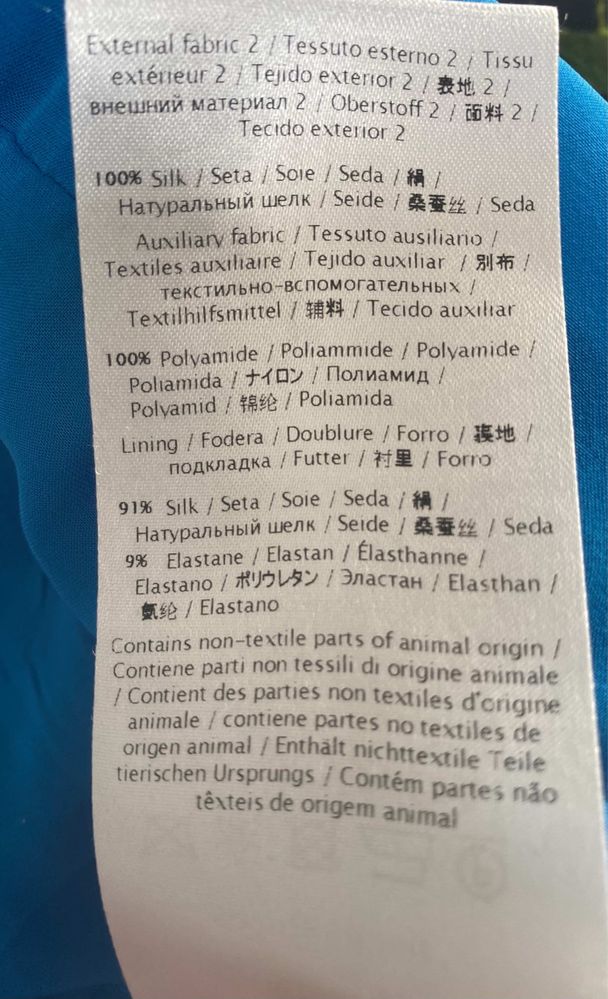 External fabric 2 / Tessuto esterno 2 / Tissu
extérieur 2 / Tejido exterior 2 / 表地 2 /
внешний материал 2 / Oberstoff 2 / 面料 2 /
Tecido exterior 2
100% Silk / Seta / Soie / Seda / 絹 /
Натуральный шелк / Seide / 桑蚕丝 / Seda
Auxiliary fabric / Tessuto ausiliario /
Textiles auxiliaire / Tejido auxiliar / 別布 /
текстильно-вспомогательных /
Textilhilfsmittel / 辅料 / Tecido auxiliar
100% Polyamide / Poliammide / Polyamide /
Poliamida / ナイロン / Полиамид /
Polyamid / 锦纶 / Poliamida
Lining / Fodera / Doublure / Forro / 裏地 /
подкладка / Futter / 衬里 / Forro
91% Silk / Seta / Soie / Seda / 絹 /
Натуральный шелк / Seide / 桑蚕丝 / Seda
9% Elastane / Elastan / Élasthanne /
Elastano / ポリウレタン / Эластан / Elasthan /
氨纶 / Elastano
Contains non-textile parts of animal origin /
Contiene parti non tessili di origine animale
/ Contient des parties non textiles d'origine
animale / contiene partes no textiles de
origen animal / Enthält nichttextile Teile
tierischen Ursprungs / Contém partes não
têxteis de origem animal